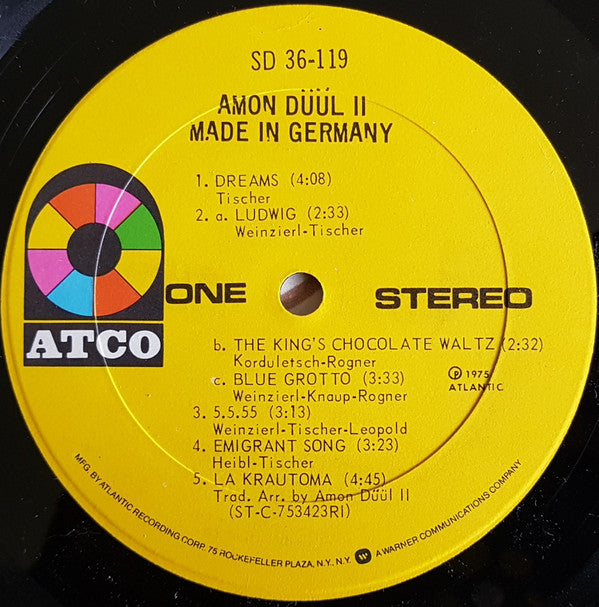 SD 36-119
AMON DÜÜL II
MADE IN GERMANY
1. DREAMS (4:08)
Tischer
2. a. LUDWIG (2:33)
Weinzierl-Tischer
ATCO
ONE
STEREO
b. THE KING'S CHOCOLATE WALTZ (2:32)
Korduletsch-Rogner
c. BLUE GROTTO (3:33)
Weinzierl-Knaup-Rogner
℗ 1975
ATLANTIC
3. 5.5.55 (3:13)
Weinzierl-Tischer-Leopold
4. EMIGRANT SONG (3:23)
Heibl-Tischer
5. LA KRAUTOMA (4:45)
Trad. Arr. by Amon Düül II
(ST-C-753423RI)
MFG. BY ATLANTIC RECORDING CORP. 75 ROCKEFELLER PLAZA, N.Y., N.Y. W A WARNER COMMUNICATIONS COMPANY